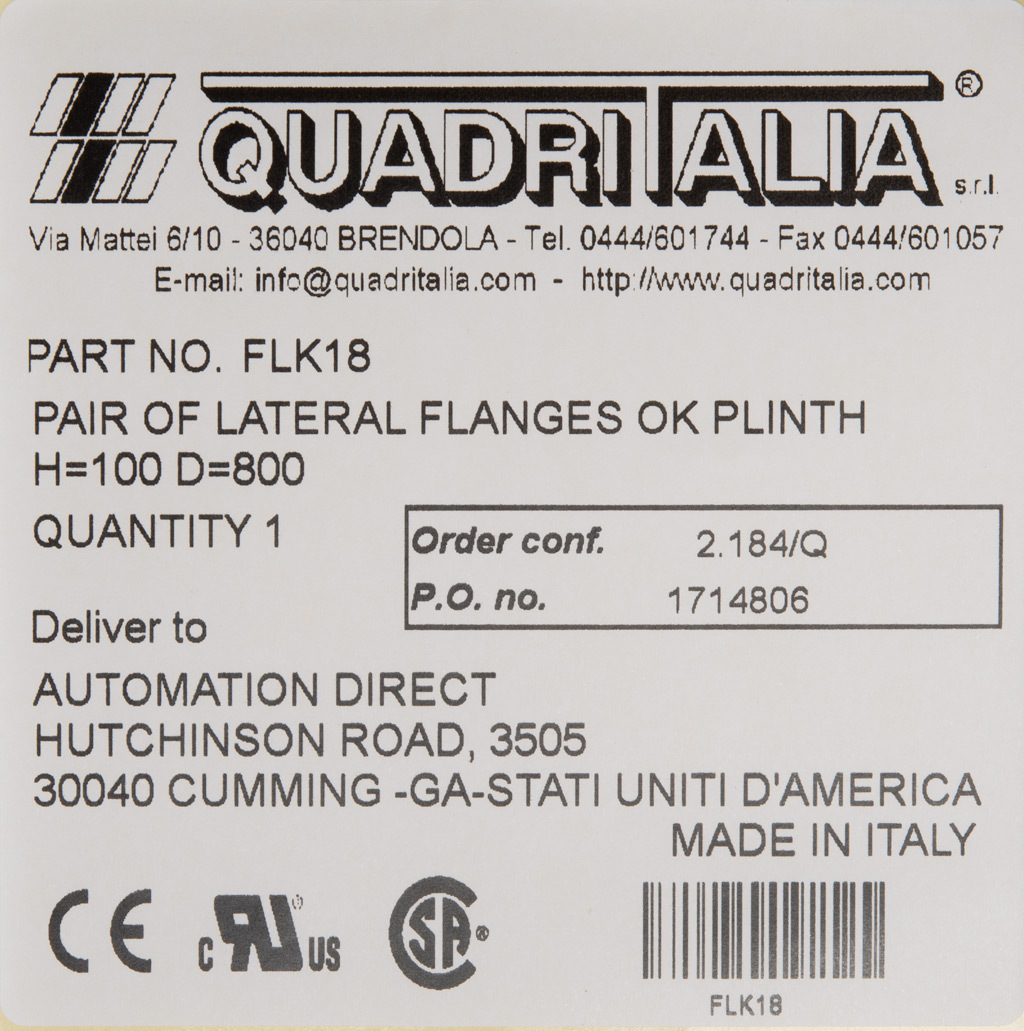 QUADRITALIA® s.r.l.
Via Mattei 6/10 - 36040 BRENDOLA - Tel. 0444/601744 - Fax 0444/601057
E-mail: info@quadritalia.com - http://www.quadritalia.com
PART NO. FLK18
PAIR OF LATERAL FLANGES OK PLINTH
H=100 D=800
QUANTITY 1
Order conf. 2.184/Q
P.O. no. 1714806
Deliver to
AUTOMATION DIRECT
HUTCHINSON ROAD, 3505
30040 CUMMING -GA-STATI UNITI D'AMERICA
MADE IN ITALY
CE c RU® US CSA®
FLK18